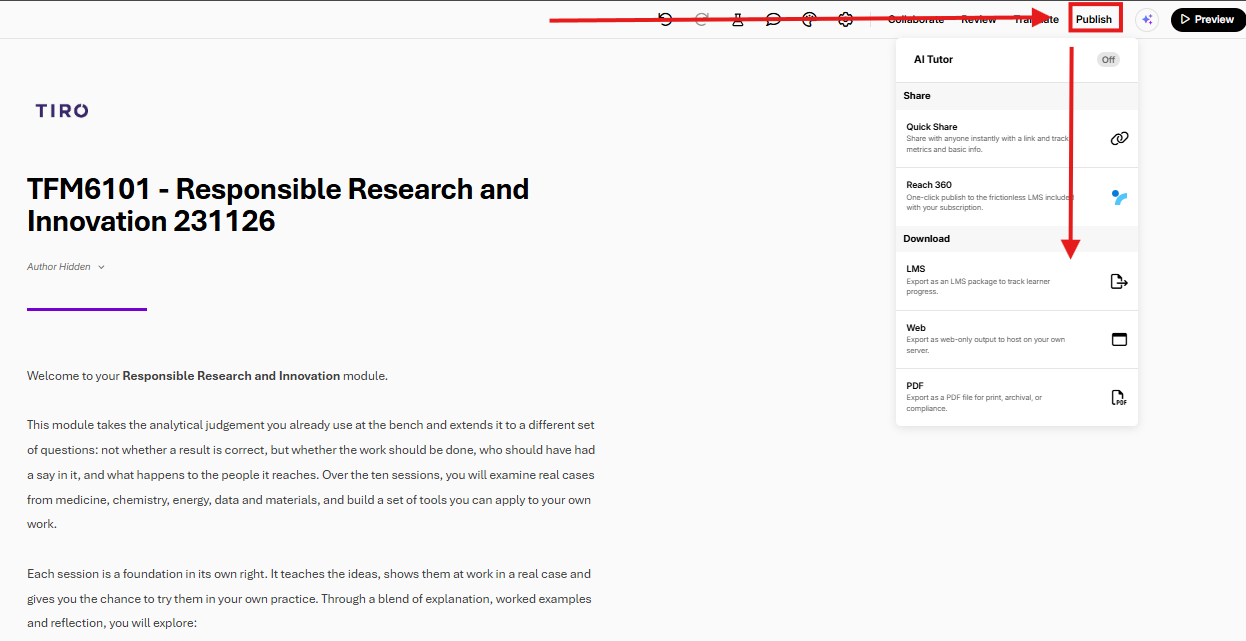 Collaborate Review Translate Publish Preview
AI Tutor Off
Share
Quick Share
Share with anyone instantly with a link and track
metrics and basic info.
Reach 360
One-click publish to the frictionless LMS included
with your subscription.
Download
LMS
Export as an LMS package to track learner
progress.
Web
Export as web-only output to host on your own
server.
PDF
Export as a PDF file for print, archival, or
compliance.
PDF
TIRO
TFM6101 - Responsible Research and
Innovation 231126
Author Hidden
Welcome to your Responsible Research and Innovation module.
This module takes the analytical judgement you already use at the bench and extends it to a different set
of questions: not whether a result is correct, but whether the work should be done, who should have had
a say in it, and what happens to the people it reaches. Over the ten sessions, you will examine real cases
from medicine, chemistry, energy, data and materials, and build a set of tools you can apply to your own
work.
Each session is a foundation in its own right. It teaches the ideas, shows them at work in a real case and
gives you the chance to try them in your own practice. Through a blend of explanation, worked examples
and reflection, you will explore: